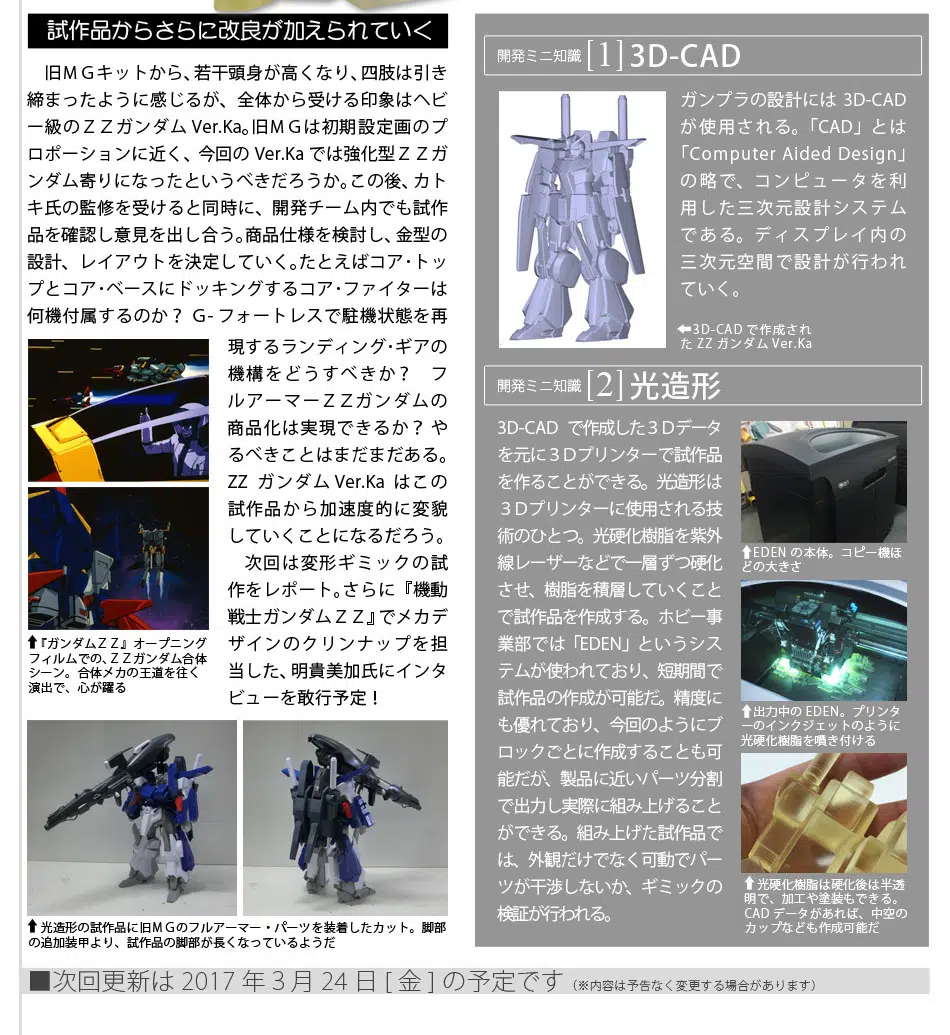 試作品からさらに改良が加えられていく
　旧ＭＧキットから、若干頭身が高くなり、四肢は引き
締まったように感じるが、全体から受ける印象はヘビ
ー級のＺＺガンダム Ver.Ka。旧ＭＧは初期設定画のプ
ロポーションに近く、今回の Ver.Ka では強化型ＺＺガ
ンダム寄りになったというべきだろうか。この後、カト
キ氏の監修を受けると同時に、開発チーム内でも試作
品を確認し意見を出し合う。商品仕様を検討し、金型の
設計、レイアウトを決定していく。たとえばコア・トッ
プとコア・ベースにドッキングするコア・ファイターは
何機付属するのか？ Ｇ-フォートレスで駐機状態を再
現するランディング・ギアの
機構をどうすべきか？　フ
ルアーマーＺＺガンダムの
商品化は実現できるか？ や
るべきことはまだまだある。
ZZ ガンダム Ver.Ka はこの
試作品から加速度的に変貌
していくことになるだろう。
　次回は変形ギミックの試
作をレポート。さらに『機動
戦士ガンダムＺＺ』でメカデ
ザインのクリンナップを担
当した、明貴美加氏にインタ
ビューを敢行予定！
⬆『ガンダムＺＺ』オープニング
フィルムでの、ＺＺガンダム合体
シーン。合体メカの王道を往く
演出で、心が躍る
⬆光造形の試作品に旧ＭＧのフルアーマー・パーツを装着したカット。脚部
の追加装甲より、試作品の脚部が長くなっているようだ
開発ミニ知識 [1] 3D-CAD
ガンプラの設計には 3D-CAD
が使用される。「CAD」とは
「Computer Aided Design」
の略で、コンピュータを利
用した三次元設計システム
である。ディスプレイ内の
三次元空間で設計が行われ
ていく。
⬅3D-CAD で作成され
た ZZ ガンダム Ver.Ka
開発ミニ知識 [2] 光造形
3D-CAD で作成した３Ｄデータ
を元に３Ｄプリンターで試作品
を作ることができる。光造形は
３Ｄプリンターに使用される技
術のひとつ。光硬化樹脂を紫外
線レーザーなどで一層ずつ硬化
させ、樹脂を積層していくこと
で試作品を作成する。ホビー事
業部では「EDEN」というシス
テムが使われており、短期間で
試作品の作成が可能だ。精度に
も優れており、今回のようにブ
ロックごとに作成することも可
能だが、製品に近いパーツ分割
で出力し実際に組み上げること
ができる。組み上げた試作品で
は、外観だけでなく可動でパー
ツが干渉しないか、ギミックの
検証が行われる。
⬆EDEN の本体。コピー機ほ
どの大きさ
⬆出力中の EDEN。プリンタ
ーのインクジェットのように
光硬化樹脂を噴き付ける
⬆光硬化樹脂は硬化後は半透
明で、加工や塗装もできる。
CAD データがあれば、中空の
カップなども作成可能だ
■次回更新は 2017 年 3 月 24 日 [ 金 ] の予定です（※内容は予告なく変更する場合があります）